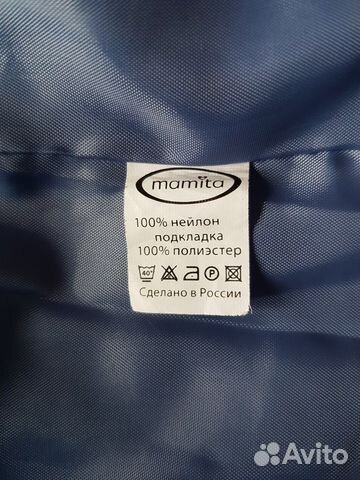 mamita
100% нейлон
подкладка
100% полиэстер
40° P
Сделано в России
Avito